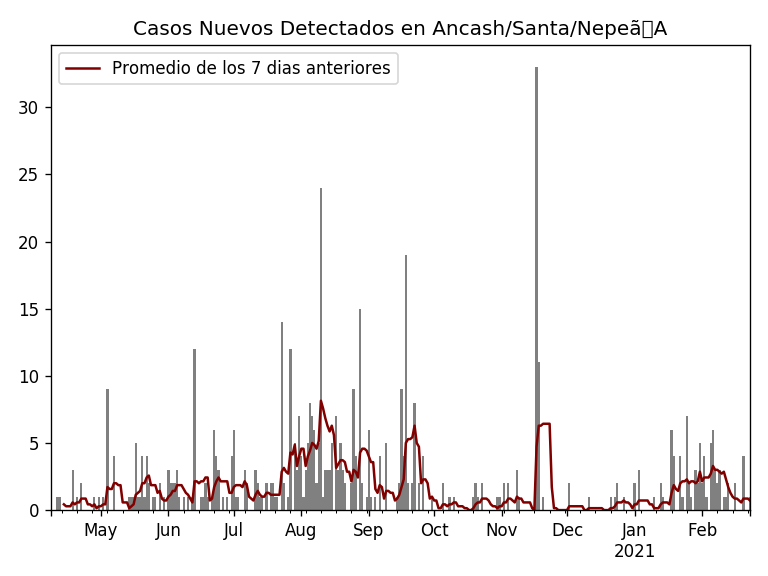 Casos Nuevos Detectados en Ancash/Santa/Nepeã▯A
Promedio de los 7 dias anteriores
30
25
20
15
10
5
0
May Jun Jul Aug Sep Oct Nov Dec Jan Feb
2021